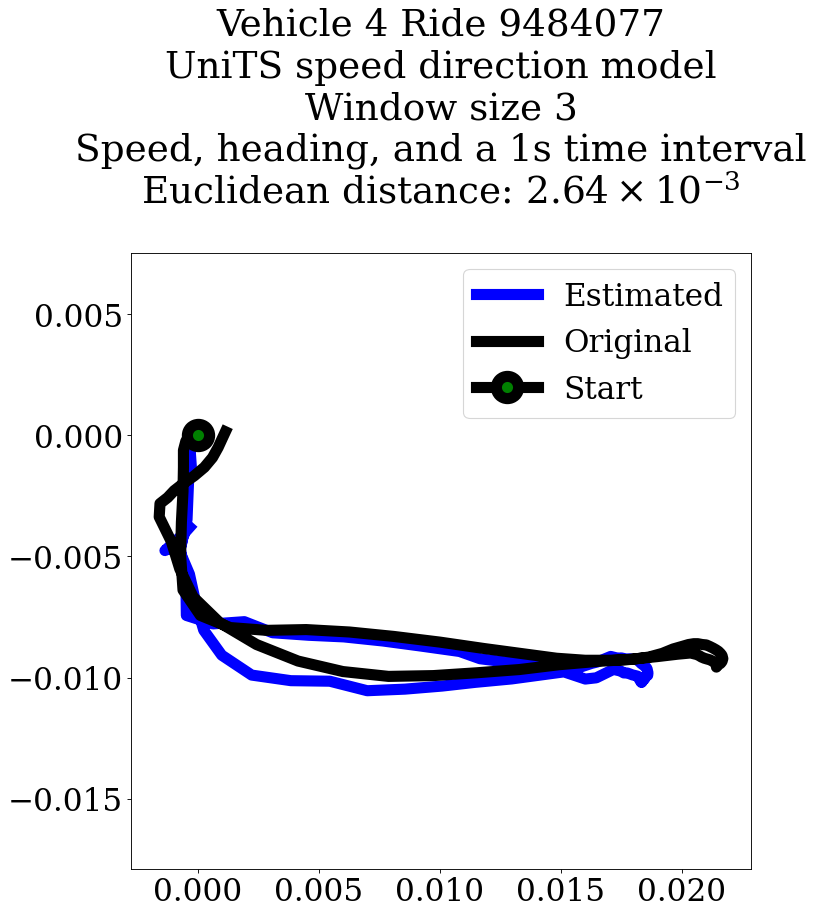 Vehicle 4 Ride 9484077
UniTS speed direction model
Window size 3
Speed, heading, and a 1s time interval
Euclidean distance: 2.64 × 10⁻³
Estimated
Original
Start
0.005
0.000
−0.005
−0.010
−0.015
0.000 0.005 0.010 0.015 0.020